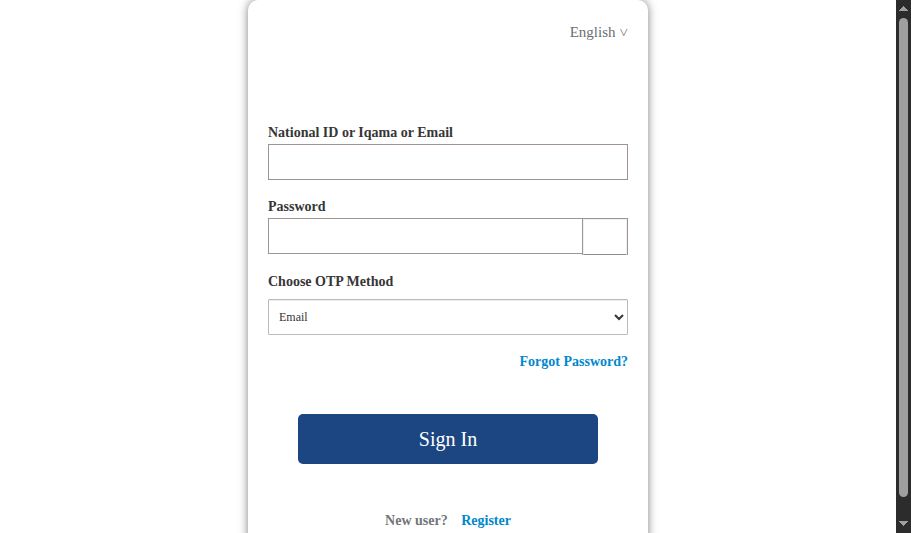 English
National ID or Iqama or Email
Password
Choose OTP Method
Email
Forgot Password?
Sign In
New user? Register